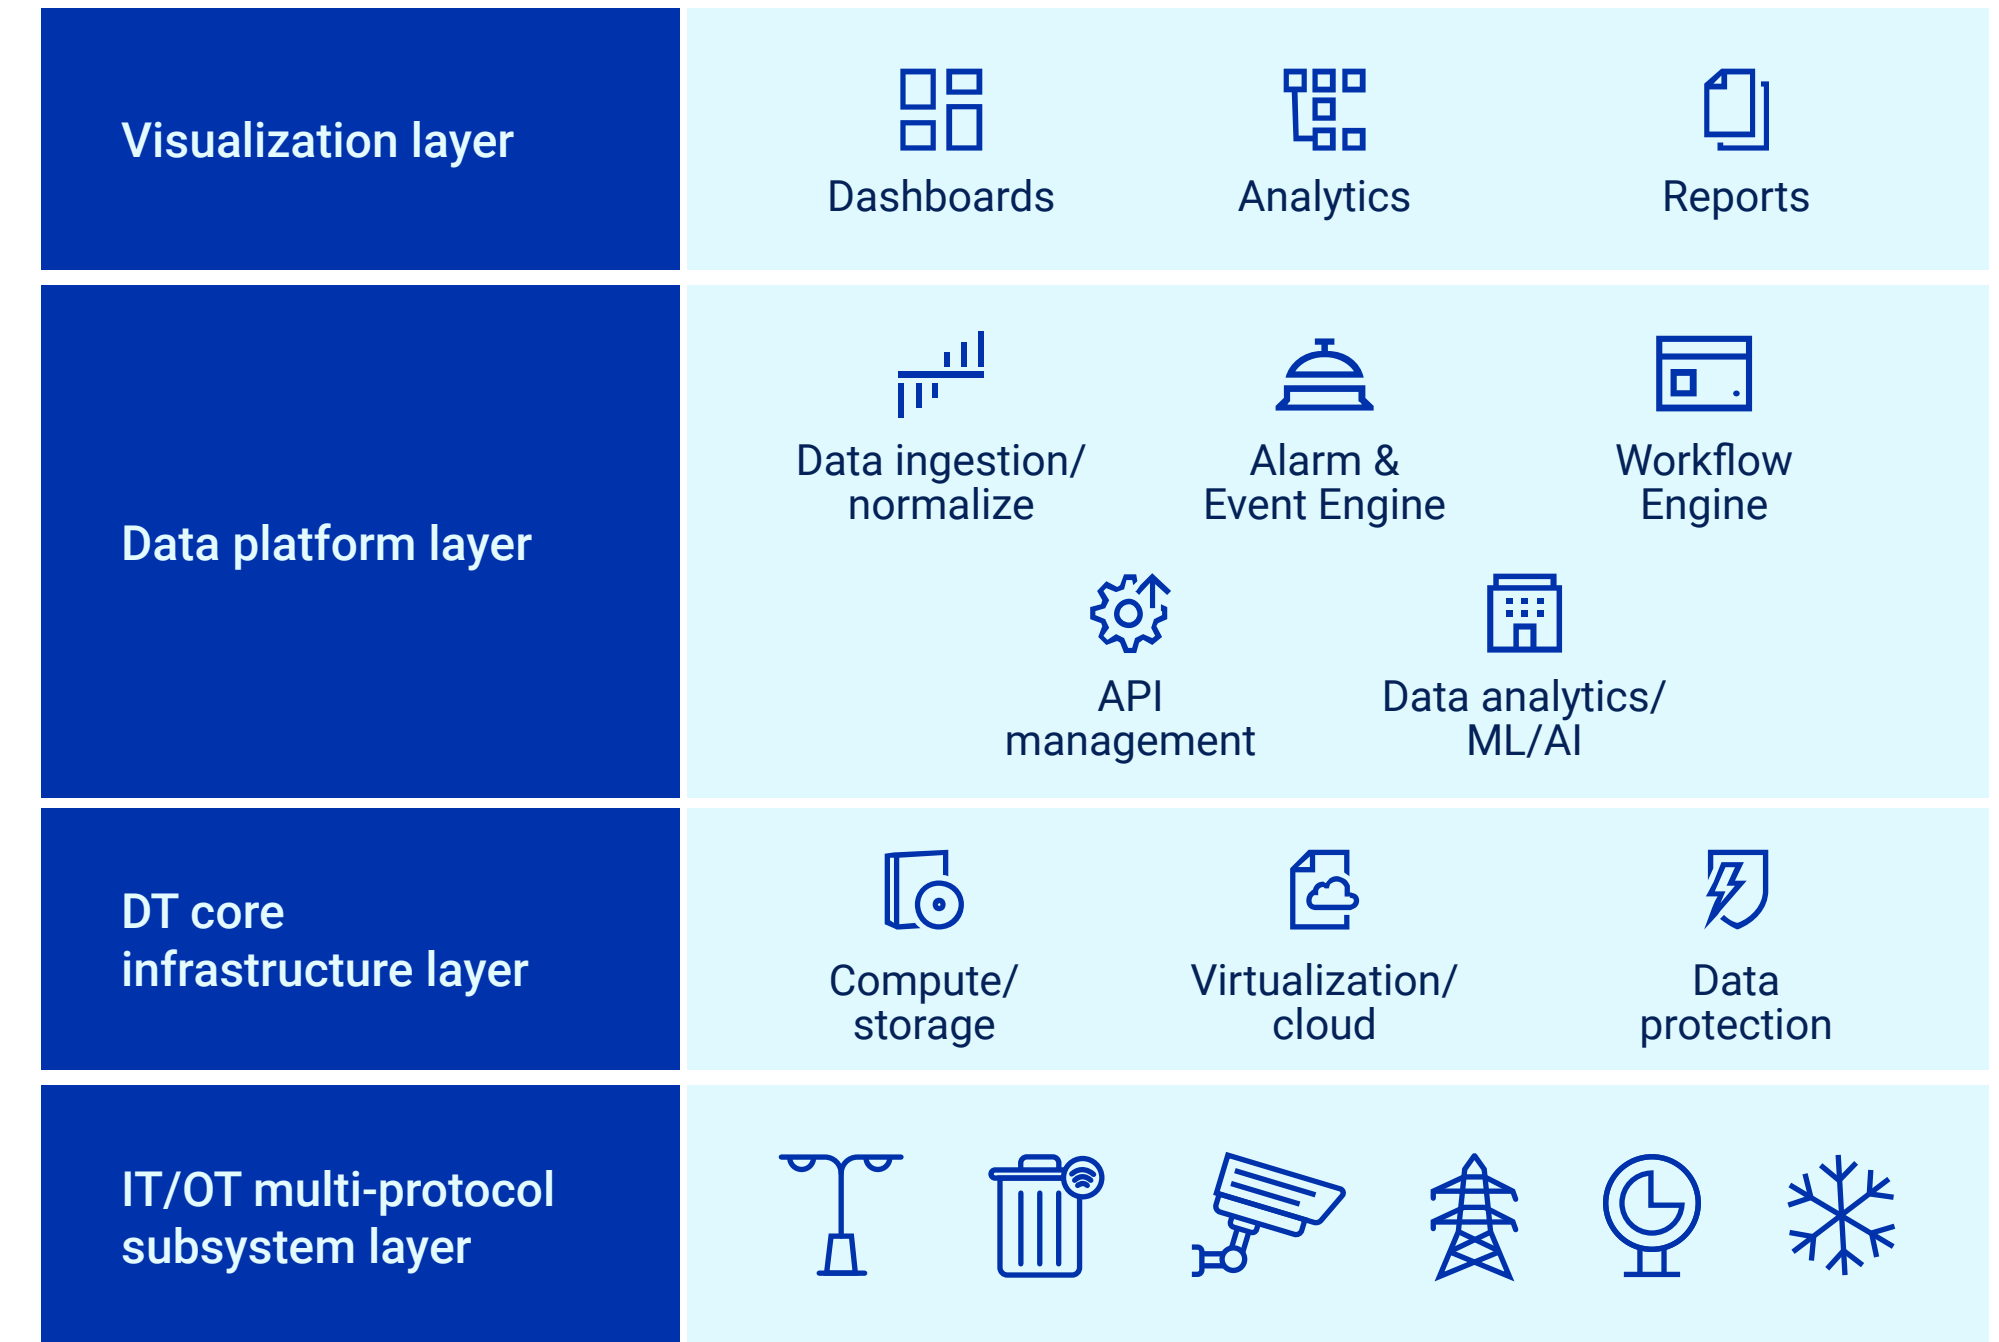 Visualization layer
Dashboards
Analytics
Reports
Data platform layer
Data ingestion/
normalize
Alarm &
Event Engine
Workflow
Engine
API
management
Data analytics/
ML/AI
DT core
infrastructure layer
Compute/
storage
Virtualization/
cloud
Data
protection
IT/OT multi-protocol
subsystem layer